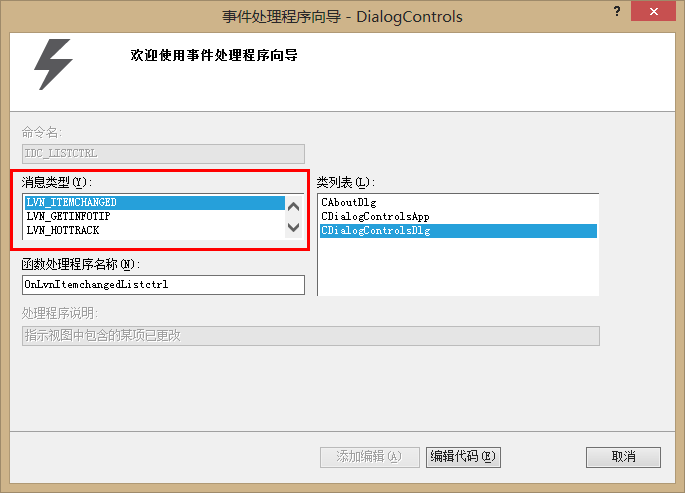 事件处理程序向导 - DialogControls
?
欢迎使用事件处理程序向导
命令名:
IDC_LISTCTRL
消息类型(Y):
LVN_ITEMCHANGED
LVN_GETINFOTIP
LVN_HOTTRACK
类列表(L):
CAboutDlg
CDialogControlsApp
CDialogControlsDlg
函数处理程序名称(N):
OnLvnItemchangedListctrl
处理程序说明:
指示视图中包含的某项已更改
添加编辑(A)
编辑代码(E)
取消